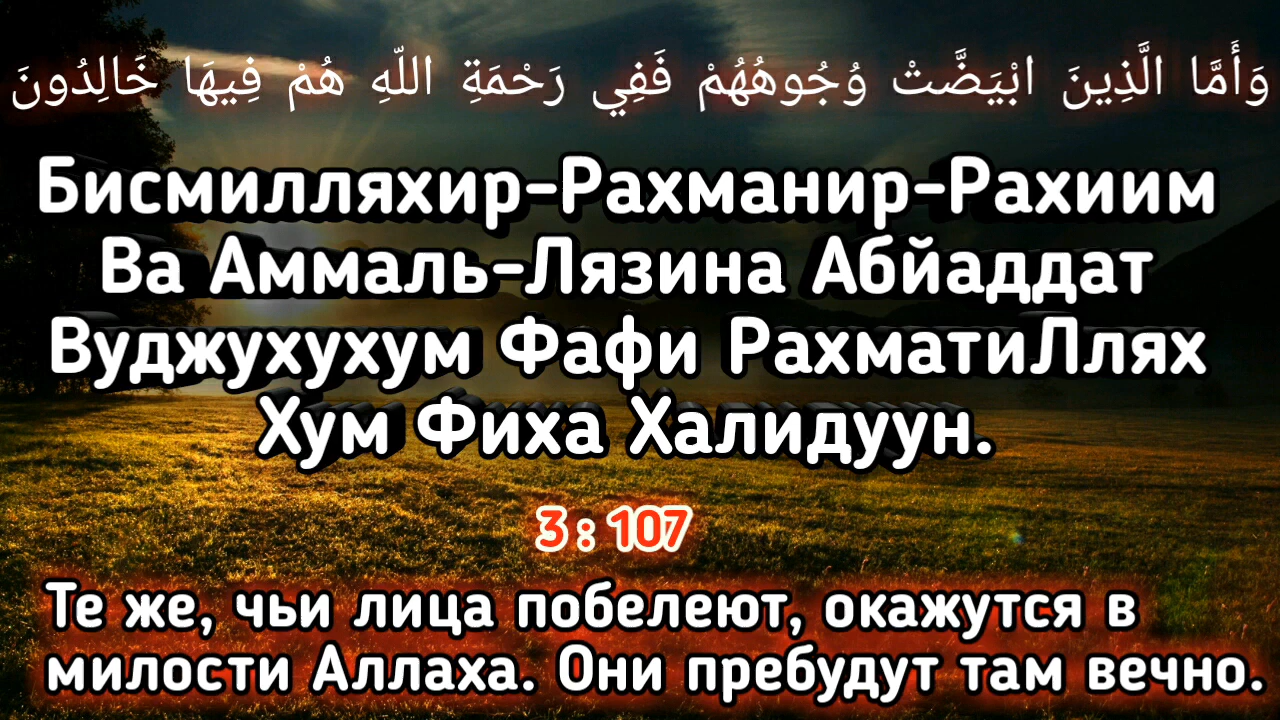 وَأَمَّا الَّذِينَ ابْيَضَّتْ وُجُوهُهُمْ فَفِي رَحْمَةِ اللّهِ هُمْ فِيهَا خَالِدُونَ
Бисмилляхир-Рахманир-Рахиим
Ва Аммаль-Лязина Абйаддат
Вуджухухум Фафи РахматиЛлях
Хум Фиха Халидуун.
3 : 107
Те же, чьи лица побелеют, окажутся в
милости Аллаха. Они пребудут там вечно.